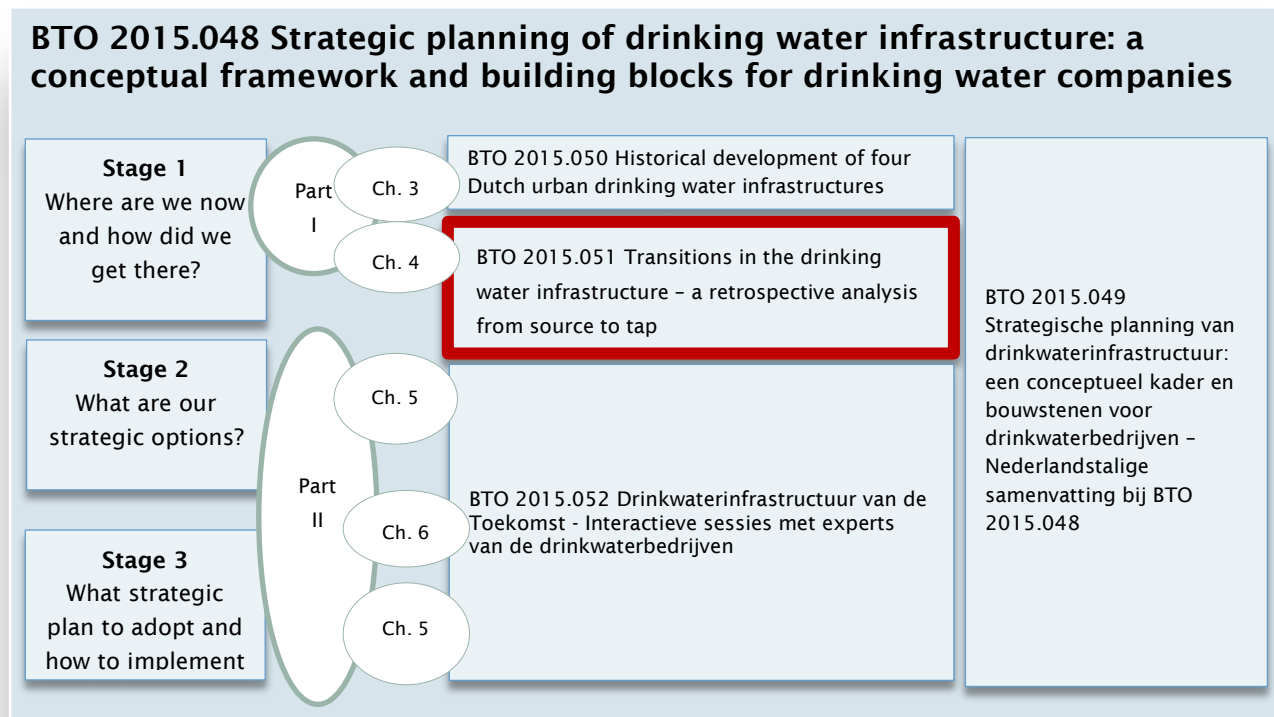 BTO 2015.048 Strategic planning of drinking water infrastructure: a
conceptual framework and building blocks for drinking water companies
Stage 1
Where are we now
and how did we
get there?
Stage 2
What are our
strategic options?
Stage 3
What strategic
plan to adopt and
how to implement
Part
I
Part
II
Ch. 3
Ch. 4
Ch. 5
Ch. 6
Ch. 5
BTO 2015.050 Historical development of four
Dutch urban drinking water infrastructures
BTO 2015.051 Transitions in the drinking
water infrastructure – a retrospective analysis
from source to tap
BTO 2015.052 Drinkwaterinfrastructuur van de
Toekomst - Interactieve sessies met experts
van de drinkwaterbedrijven
BTO 2015.049
Strategische planning van
drinkwaterinfrastructuur:
een conceptueel kader en
bouwstenen voor
drinkwaterbedrijven –
Nederlandstalige
samenvatting bij BTO
2015.048